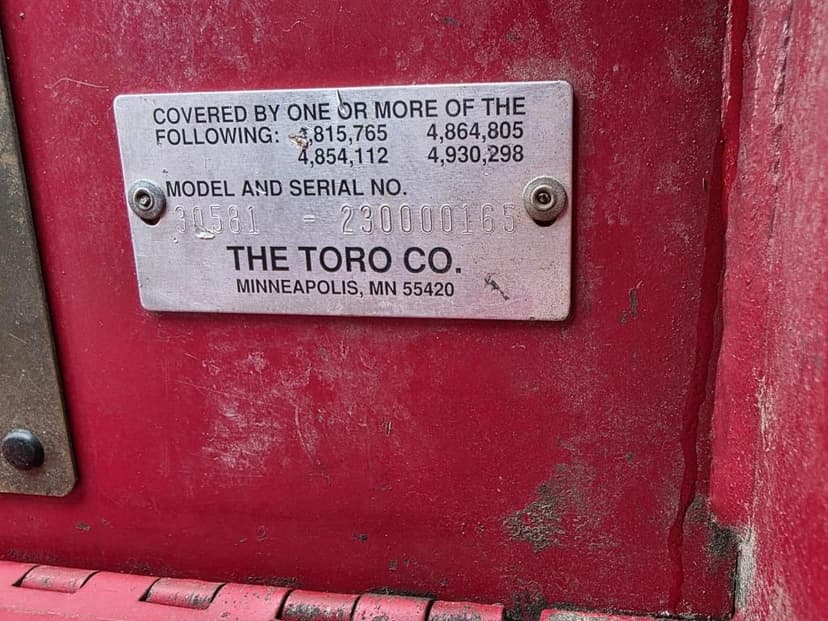 COVERED BY ONE OR MORE OF THE
FOLLOWING: 4,815,765 4,864,805
4,854,112 4,930,298
MODEL AND SERIAL NO.
30581 - 230000165
THE TORO CO.
MINNEAPOLIS, MN 55420